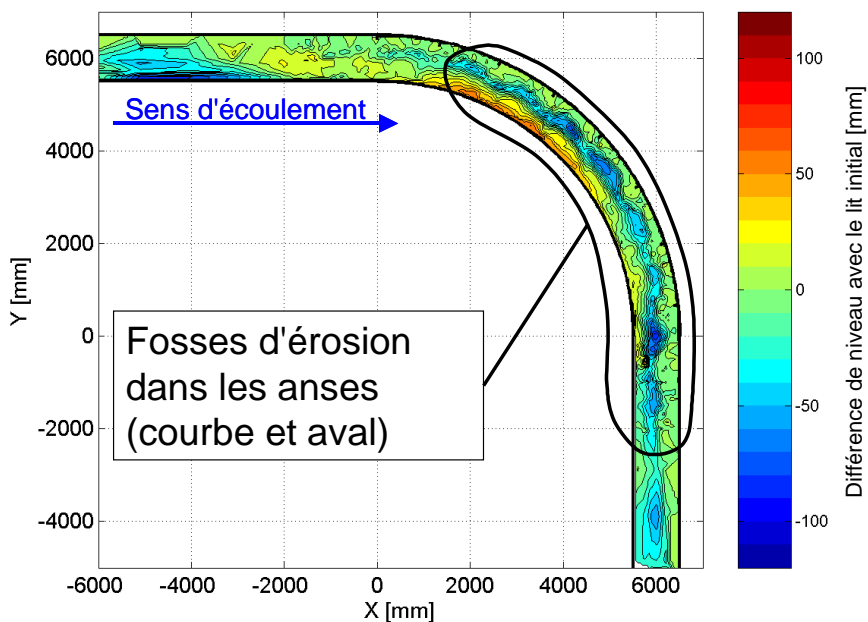 6000
4000
2000
0
-2000
-4000
Y [mm]
Sens d'écoulement
Fosses d'érosion
dans les anses
(courbe et aval)
-6000 -4000 -2000 0 2000 4000 6000
X [mm]
100
50
0
-50
-100
Différence de niveau avec le lit initial [mm]